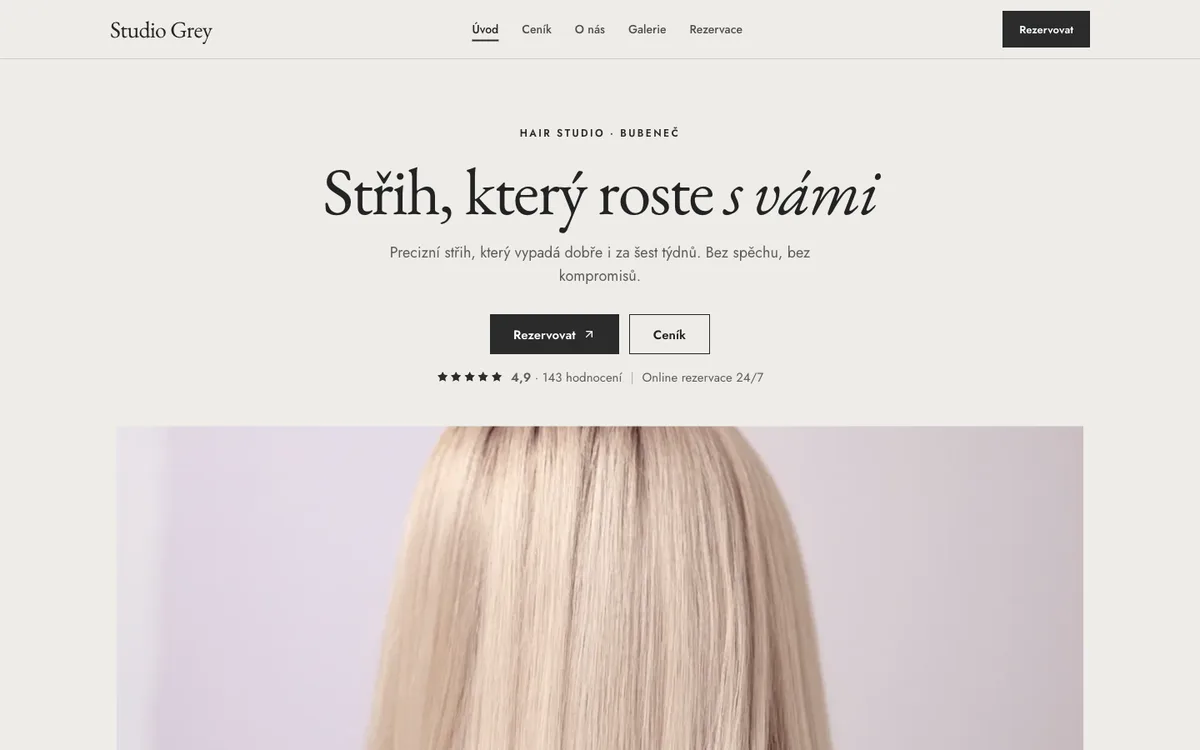 Studio Grey
Úvod
Ceník
O nás
Galerie
Rezervace
Rezervovat
HAIR STUDIO · BUBENEČ
Střih, který roste s vámi
Precizní střih, který vypadá dobře i za šest týdnů. Bez spěchu, bez
kompromisů.
Rezervovat
Ceník
4,9 · 143 hodnocení | Online rezervace 24/7